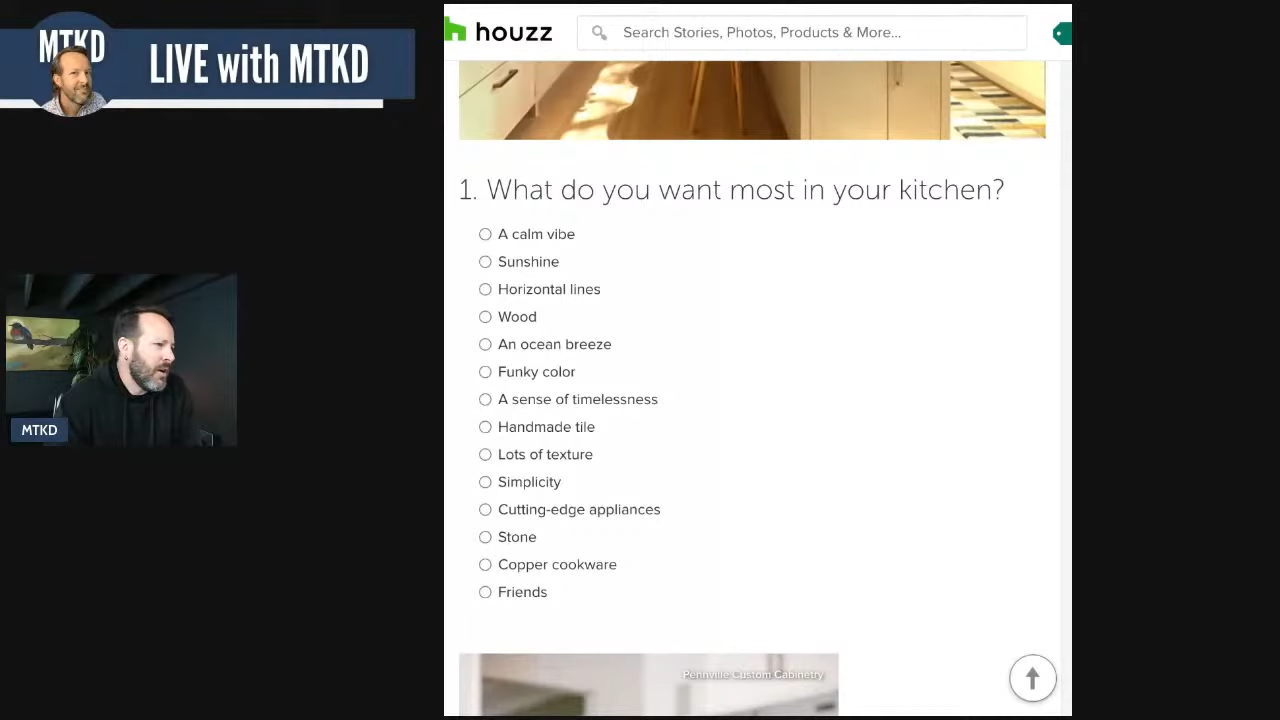 MTKD
LIVE with MTKD
MTKD
houzz
Search Stories, Photos, Products & More...
1. What do you want most in your kitchen?
A calm vibe
Sunshine
Horizontal lines
Wood
An ocean breeze
Funky color
A sense of timelessness
Handmade tile
Lots of texture
Simplicity
Cutting-edge appliances
Stone
Copper cookware
Friends
Pennville Custom Cabinetry